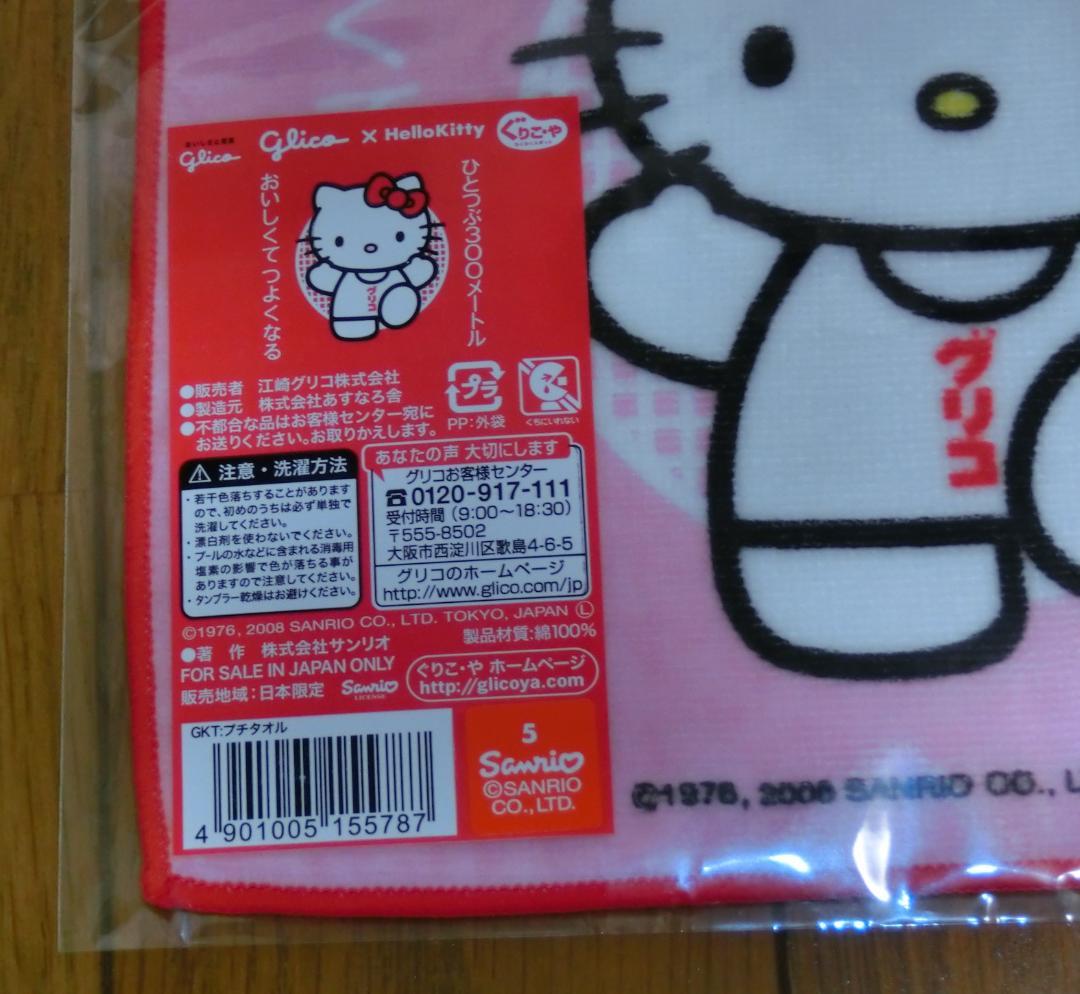 おいしさと健康
Glico
Glico × HelloKitty
ぐりこ・や
わくわくスポット
ひとつぶ300メートル
おいしくて つよくなる
グリコ
●販売者 江崎グリコ株式会社
●製造元 株式会社あすなろ舎
●不都合な品はお客様センター宛に
お送りください。お取りかえします。
プラ
PP:外袋
くちにいれない
注意・洗濯方法
・若干色落ちすることがあります
ので、初めのうちは必ず単独で
洗濯してください。
・漂白剤を使わないでください。
・プールの水などに含まれる消毒用
塩素の影響で色が落ちる事が
ありますので注意してください。
・タンブラー乾燥はお避けください。
あなたの声 大切にします
グリコお客様センター
0120-917-111
受付時間 (9:00〜18:30)
〒555-8502
大阪市西淀川区歌島4-6-5
グリコのホームページ
http://www.glico.com/jp
©1976, 2008 SANRIO CO., LTD. TOKYO, JAPAN Ⓛ
●著 作 株式会社サンリオ
製品材質:綿100%
FOR SALE IN JAPAN ONLY
販売地域:日本限定
Sanrio
LICENSE
ぐりこ・や ホームページ
http://glicoya.com
GKT:プチタオル
4 901005 155787
5
Sanrio
©SANRIO
CO.,LTD.
グリコ
©1976, 2008 SANRIO CO., L